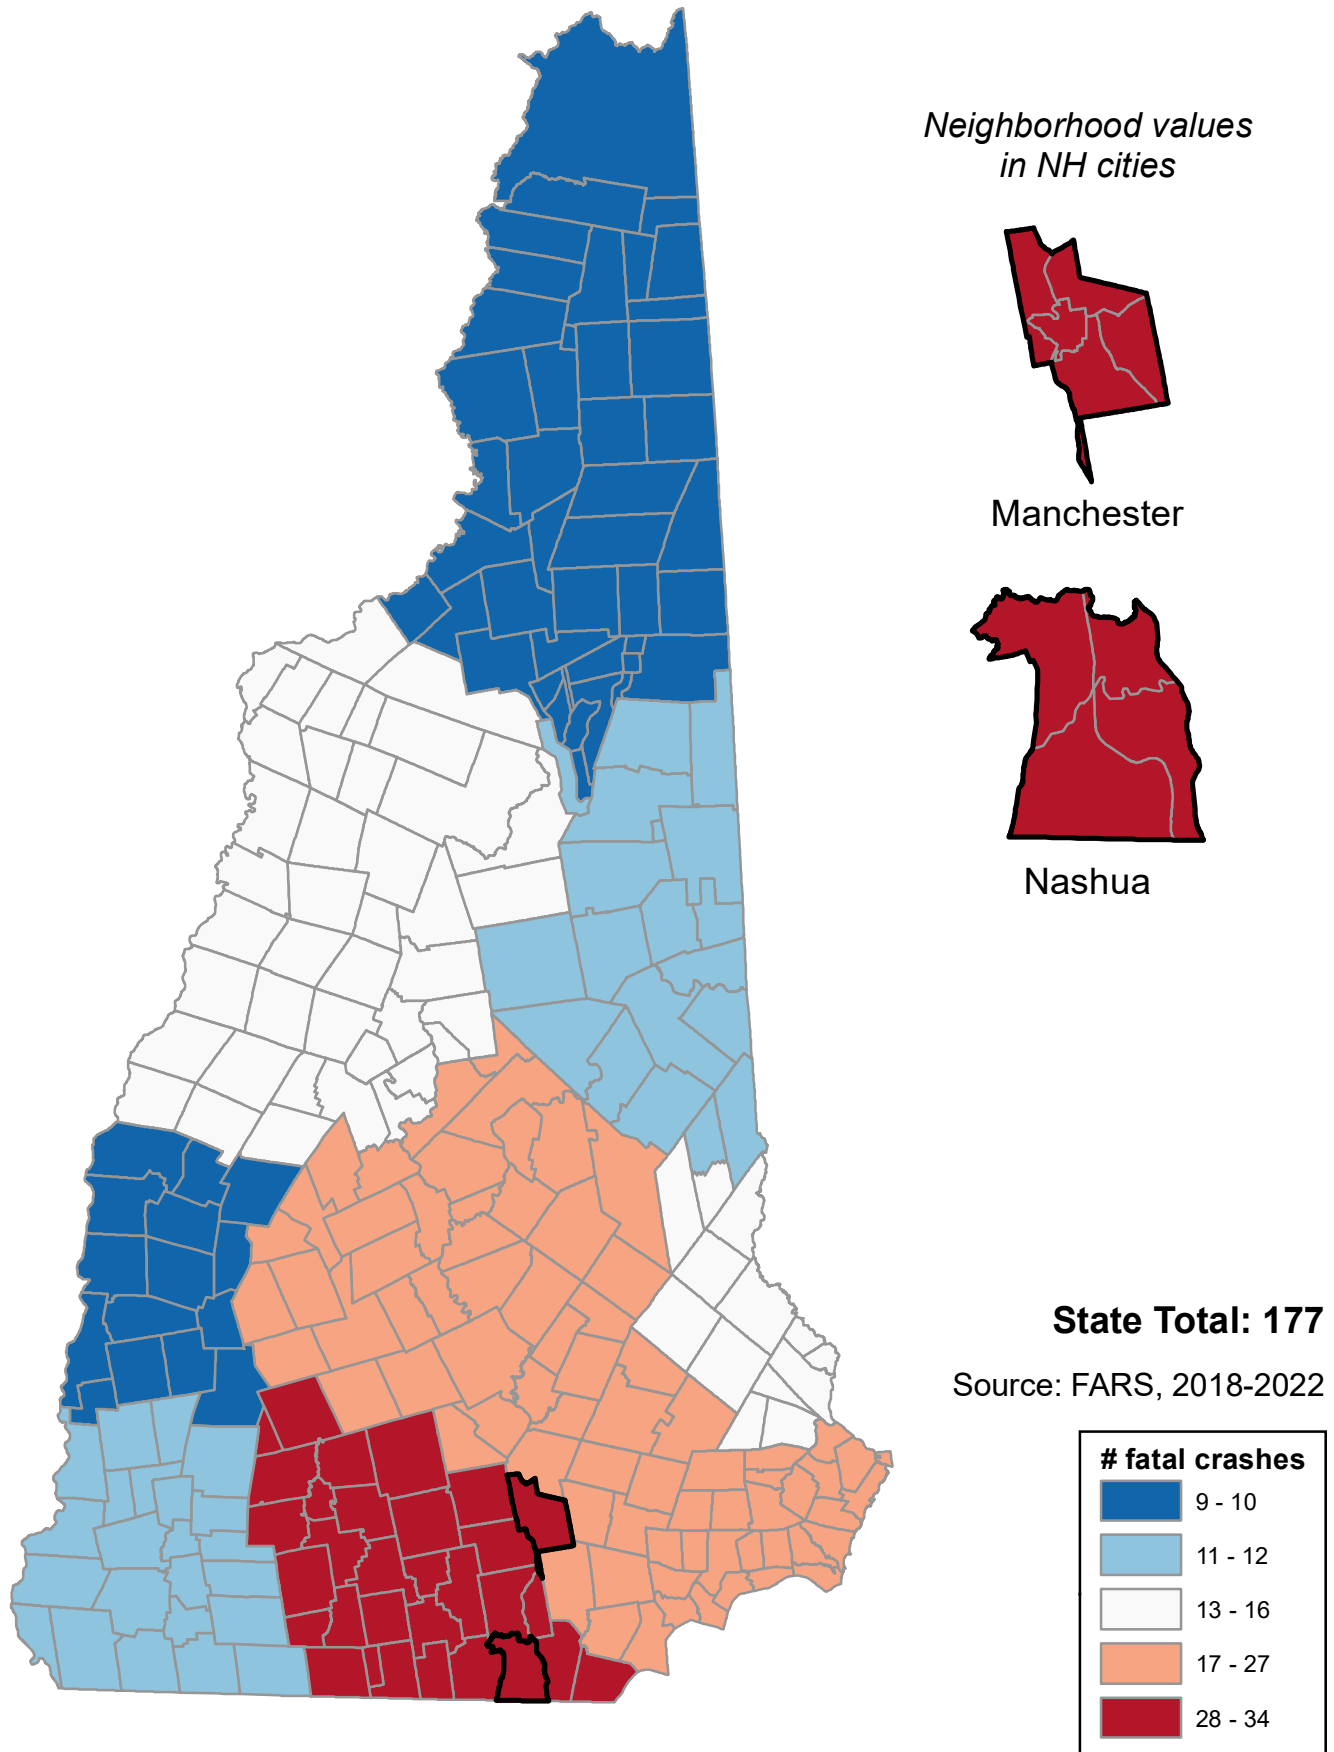 Neighborhood values
in NH cities
Manchester
Nashua
State Total: 177
Source: FARS, 2018-2022
# fatal crashes
9 - 10
11 - 12
13 - 16
17 - 27
28 - 34